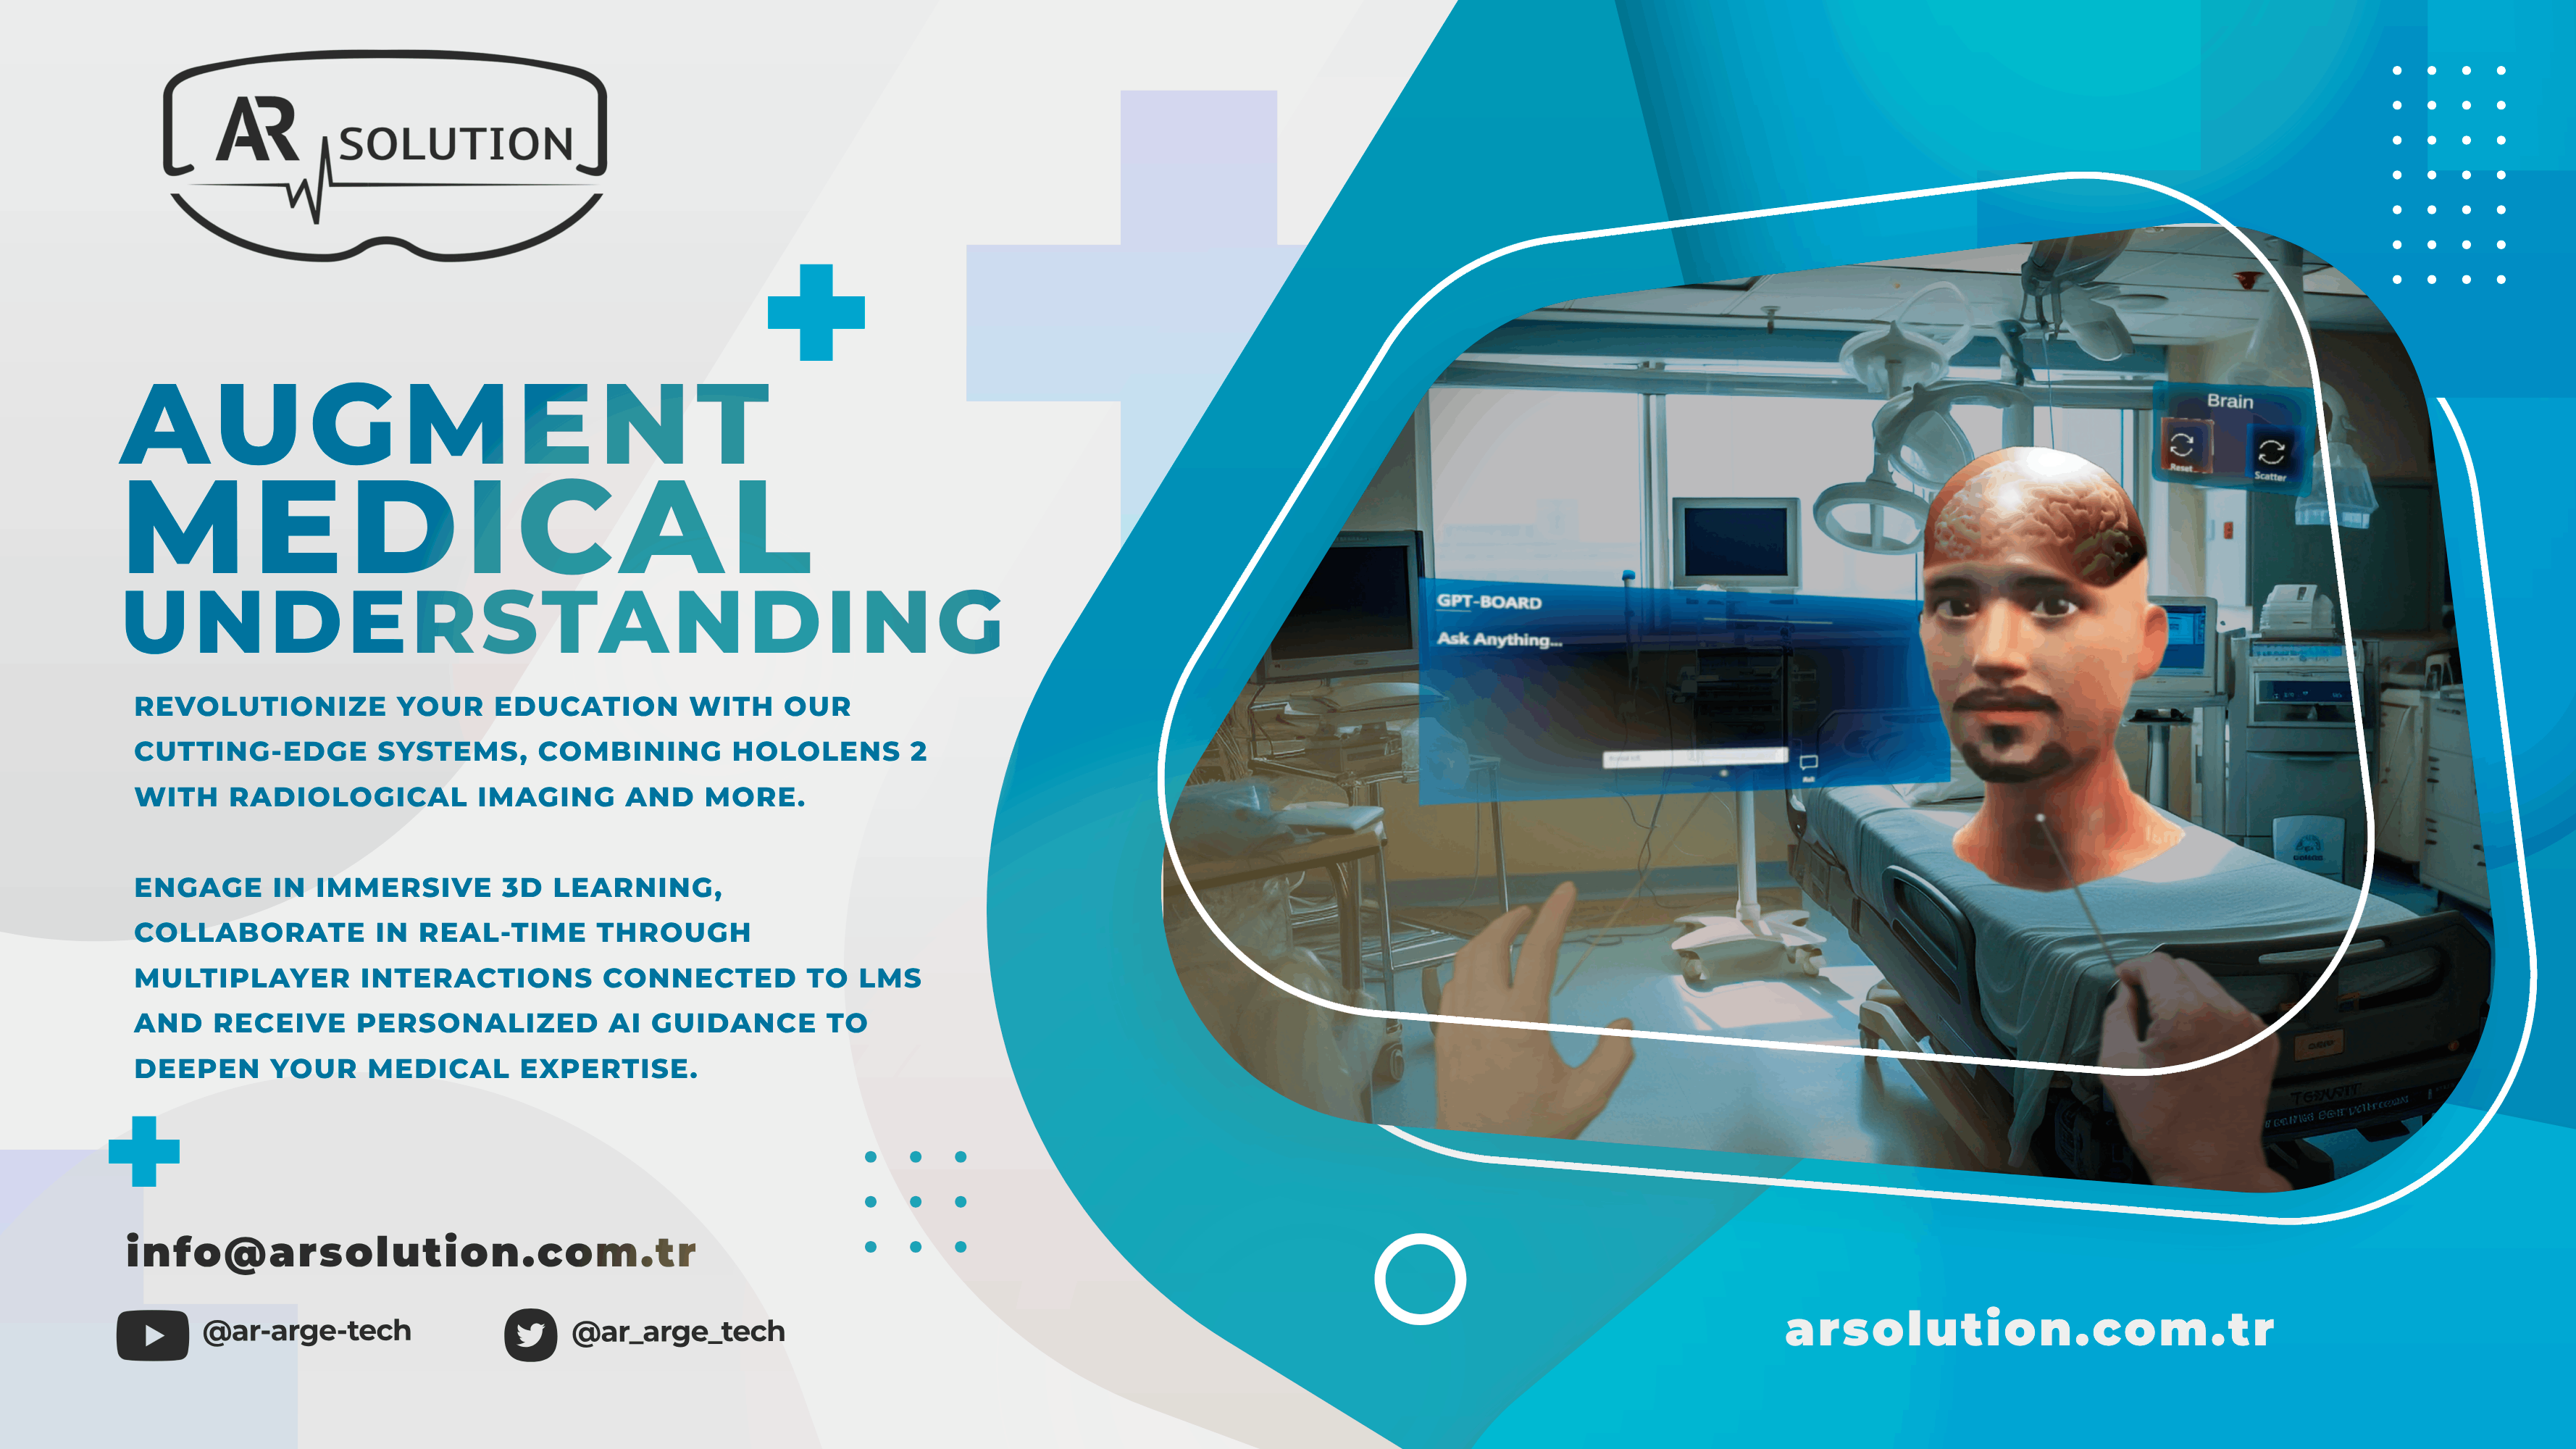 AR SOLUTION
AUGMENT
MEDICAL
UNDERSTANDING
REVOLUTIONIZE YOUR EDUCATION WITH OUR
CUTTING-EDGE SYSTEMS, COMBINING HOLOLENS 2
WITH RADIOLOGICAL IMAGING AND MORE.
ENGAGE IN IMMERSIVE 3D LEARNING,
COLLABORATE IN REAL-TIME THROUGH
MULTIPLAYER INTERACTIONS CONNECTED TO LMS
AND RECEIVE PERSONALIZED AI GUIDANCE TO
DEEPEN YOUR MEDICAL EXPERTISE.
info@arsolution.com.tr
@ar-arge-tech @ar_arge_tech
Brain
Reset Scatter
GPT-BOARD
Ask Anything...
arsolution.com.tr